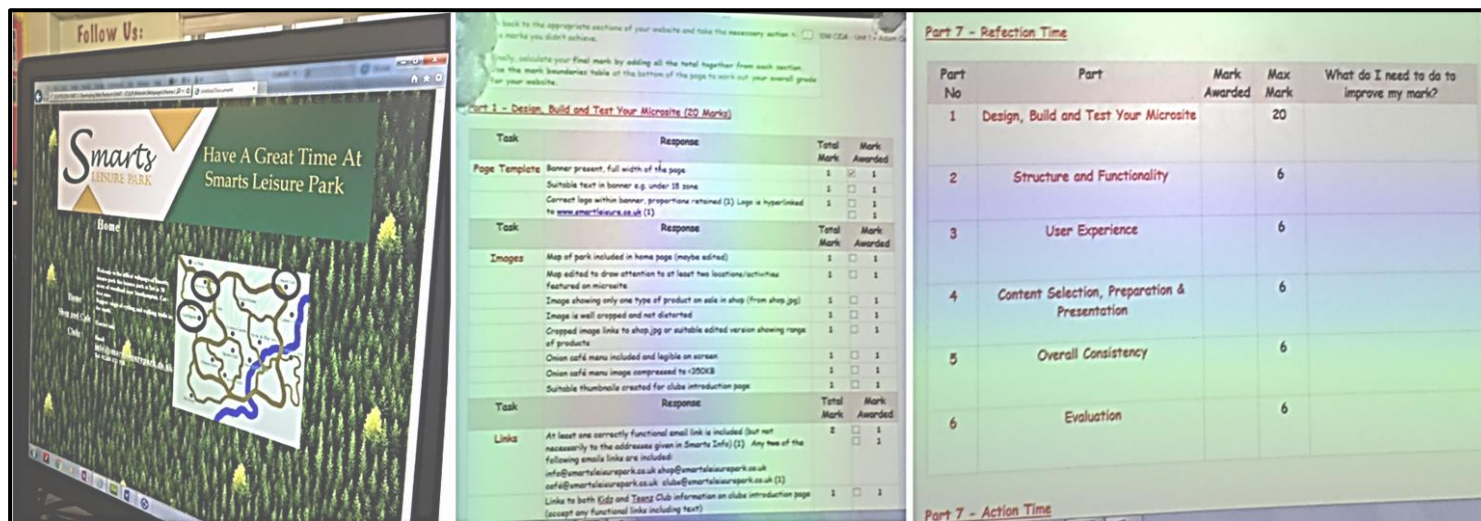 Follow Us:
Smarts
LEISURE PARK
Have A Great Time At
Smarts Leisure Park
Home
Home
Shop and Cafe
Clubs
back to the appropriate sections of your website and take the necessary action
marks you didn't achieve.
finally, calculate your final mark by adding all the total together from each section.
the mark boundaries table at the bottom of the page to work out your overall grade
for your website.
Part 1 – Design, Build and Test Your Microsite (20 Marks)
Task Response Total Mark
Mark Awarded
Page Template Banner present, full width of the page 1 1
Suitable text in banner e.g. under 18 zone 1 1
Correct logo within banner, proportions retained (1) Logo is hyperlinked 1 1
to www.smartleisure.co.uk (1) 1
Task Response Total Mark
Mark Awarded
Images Map of park included in home page (maybe edited) 1 1
Map edited to draw attention to at least two locations/activities 1 1
featured on microsite
Image showing only one type of product on sale in shop (from shop.jpg) 1 1
Image is well cropped and not distorted 1 1
Cropped image links to shop.jpg or suitable edited version showing range 1 1
of products
Onion café menu included and legible on screen 1 1
Onion café menu image compressed to <350KB 1 1
Suitable thumbnails created for clubs introduction page 1 1
Task Response Total Mark
Mark Awarded
Links At least one correctly functional email link is included (but not 2 1
necessarily to the addresses given in Smarts Info) (1) Any two of the 1
following emails links are included:
info@smartsleisurepark.co.uk shop@smartsleisurepark.co.uk
café@smartsleisurepark.co.uk clubs@smartsleisurepark.co.uk (1)
Links to both Kidz and Teenz Club information on clubs introduction page 1 1
(accept any functional links including text)
Part 7 – Refection Time
Part Part Mark Max What do I need to do to
No Awarded Mark improve my mark?
1 Design, Build and Test Your Microsite 20
2 Structure and Functionality 6
3 User Experience 6
4 Content Selection, Preparation & 6
Presentation
5 Overall Consistency 6
6 Evaluation 6
Part 7 – Action Time